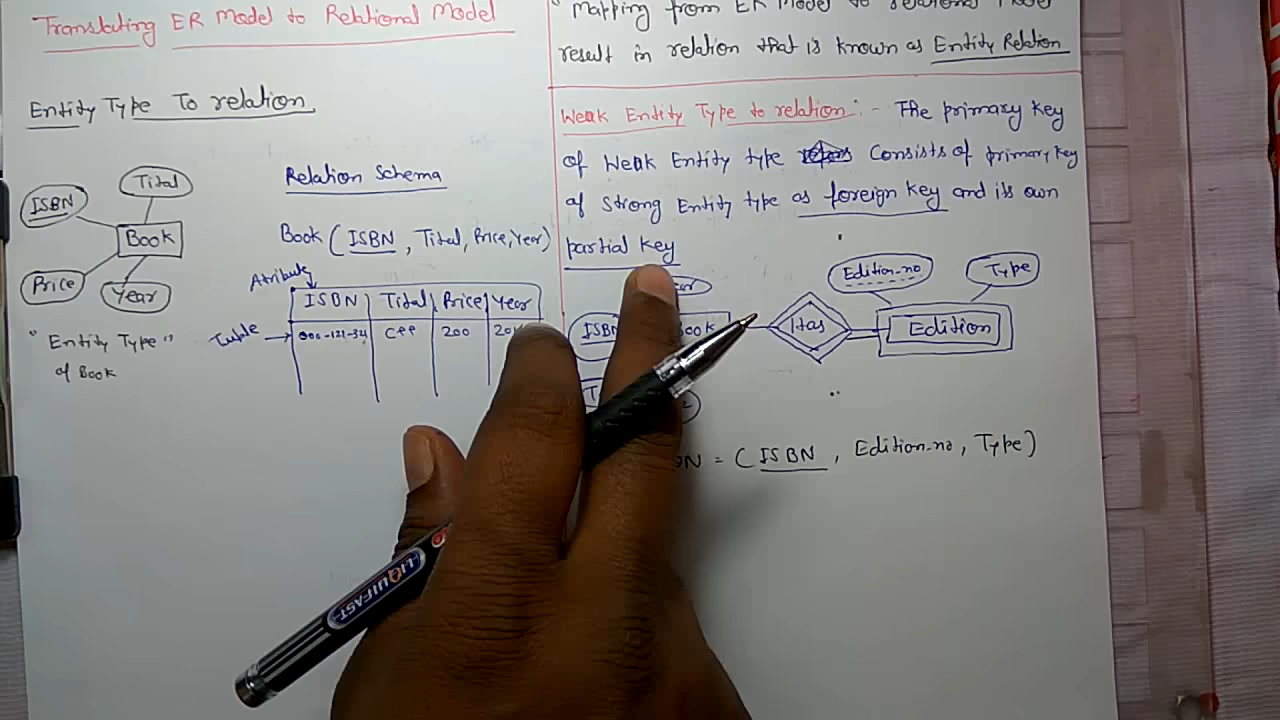 Translating ER Model to Relational Model
Entity Type To relation
ISBN
Tital
Book
Price
Year
"Entity Type"
of Book
Relation Schema
Book (ISBN, Tital, Price, Year)
Atribute
ISBN Tital Price Year
Tuple
000-121-34 CPP 200
Mapping from ER Model to
result in relation that is known as Entity Relation
Weak Entity Type to relation:- The primary key
of Weak Entity type Consists of primary key
of Strong Entity type as foreign key and its own
partial key
Has
Edition-no
Type
Edition
= (ISBN, Edition-no, Type)
LIQUIFAST